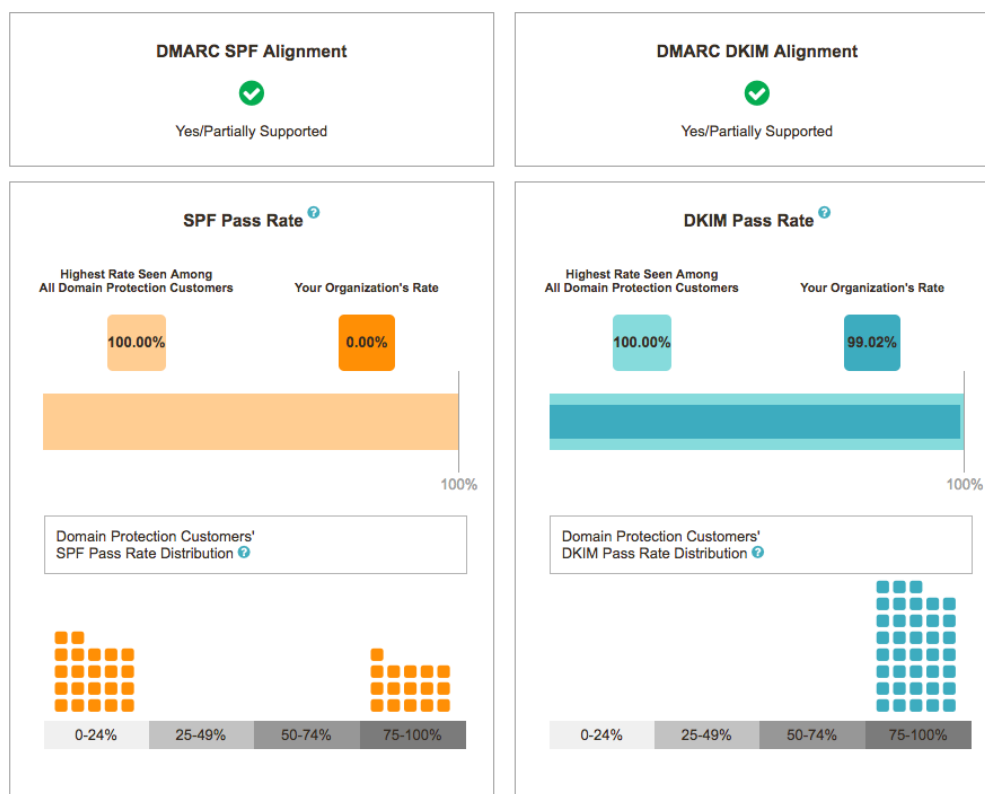 DMARC SPF Alignment
Yes/Partially Supported
DMARC DKIM Alignment
Yes/Partially Supported
SPF Pass Rate ?
Highest Rate Seen Among
All Domain Protection Customers
Your Organization's Rate
100.00%
0.00%
100%
Domain Protection Customers'
SPF Pass Rate Distribution ?
0-24%
25-49%
50-74%
75-100%
DKIM Pass Rate ?
Highest Rate Seen Among
All Domain Protection Customers
Your Organization's Rate
100.00%
99.02%
100%
Domain Protection Customers'
DKIM Pass Rate Distribution ?
0-24%
25-49%
50-74%
75-100%